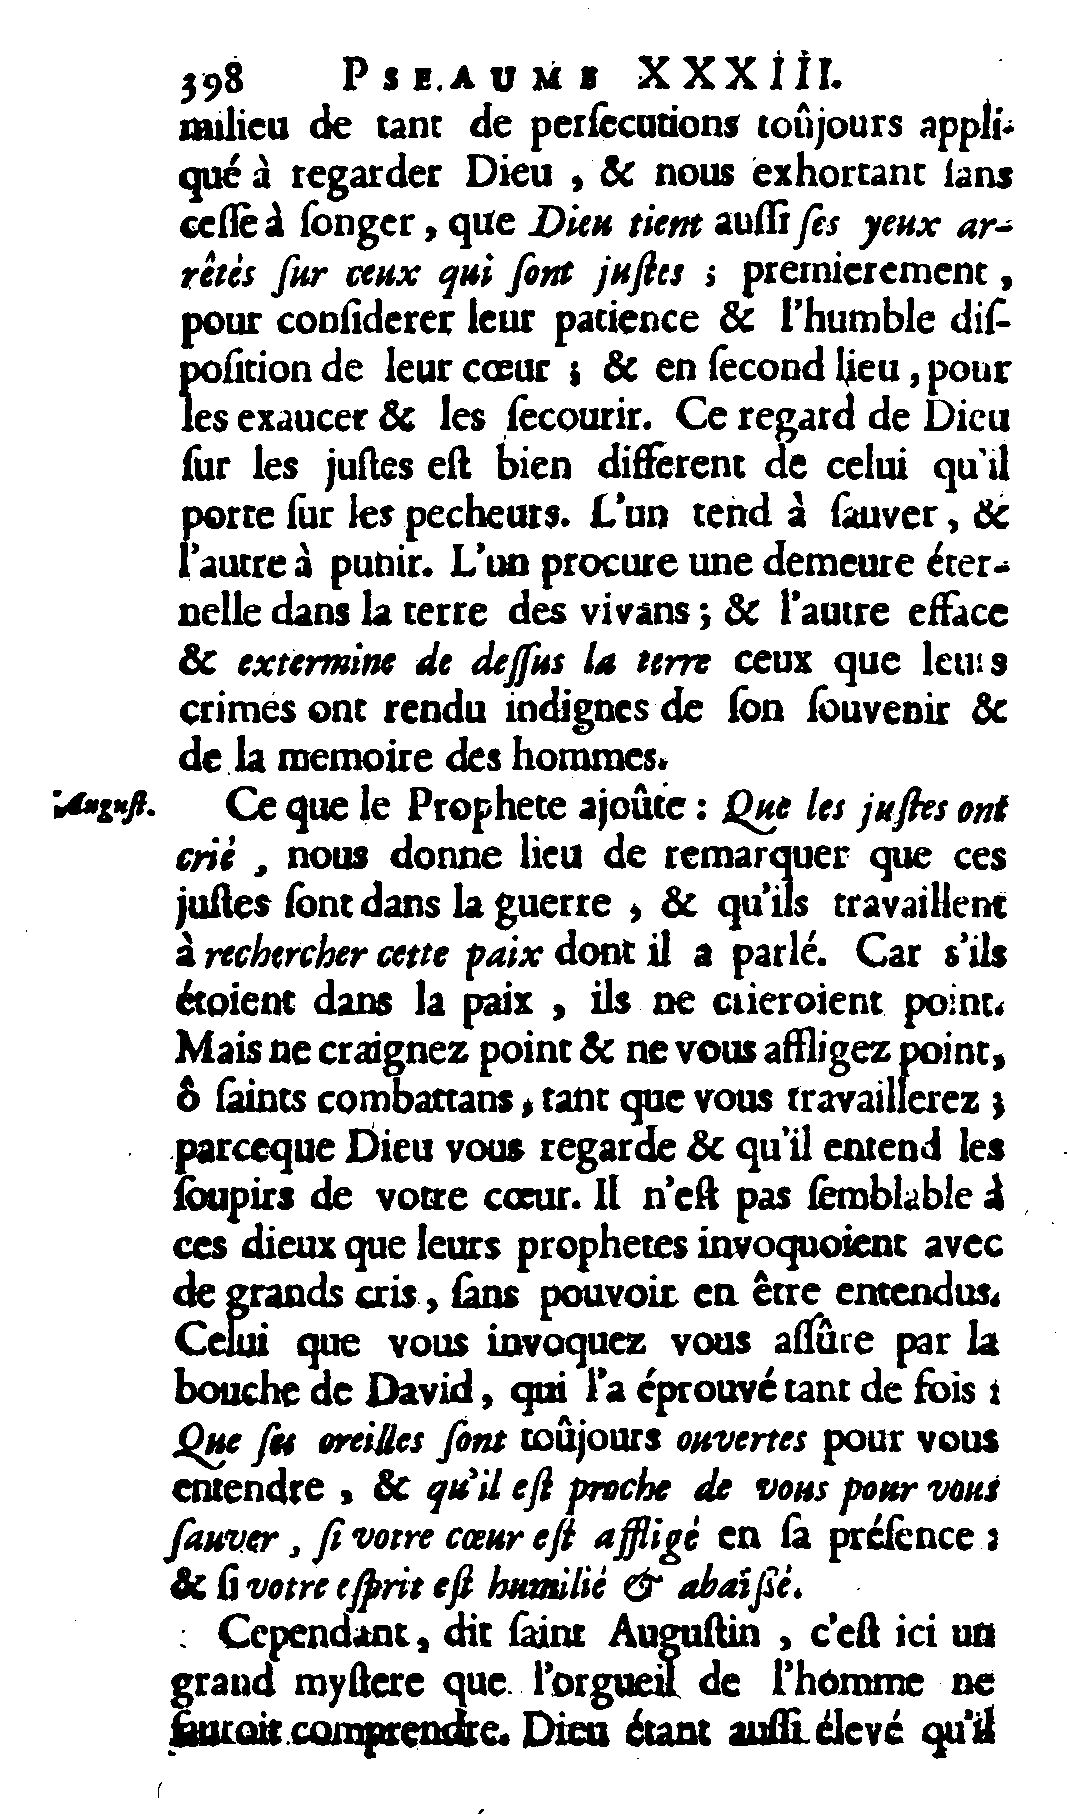 398 PSEAUME XXXIII.
milieu de tant de perſecutions toûjours appli-
qué à regarder Dieu , & nous exhortant ſans
ceſſe à ſonger , que Dieu tient auſſi ſes yeux ar-
rêtés ſur ceux qui ſont juſtes ; premierement ,
pour conſiderer leur patience & l'humble diſ-
poſition de leur cœur ; & en ſecond lieu , pour
les exaucer & les ſecourir. Ce regard de Dieu
ſur les juſtes eſt bien different de celui qu'il
porte ſur les pecheurs. L'un tend à ſauver , &
l'autre à punir. L'un procure une demeure éter-
nelle dans la terre des vivans ; & l'autre efface
& extermine de deſſus la terre ceux que leurs
crimes ont rendu indignes de ſon ſouvenir &
de la memoire des hommes.
Auguſt. Ce que le Prophete ajoûte : Que les juſtes ont
crié , nous donne lieu de remarquer que ces
juſtes ſont dans la guerre , & qu'ils travaillent
à rechercher cette paix dont il a parlé. Car s'ils
étoient dans la paix , ils ne crieroient point.
Mais ne craignez point & ne vous affligez point,
ô ſaints combattans , tant que vous travaillerez ;
parceque Dieu vous regarde & qu'il entend les
ſoupirs de votre cœur. Il n'eſt pas ſemblable à
ces dieux que leurs prophetes invoquoient avec
de grands cris , ſans pouvoir en être entendus.
Celui que vous invoquez vous aſſûre par la
bouche de David , qui l'a éprouvé tant de fois :
Que ſes oreilles ſont toûjours ouvertes pour vous
entendre , & qu'il eſt proche de vous pour vous
ſauver , ſi votre cœur eſt affligé en ſa préſence ;
& ſi votre eſprit eſt humilié & abaiſſé.
Cependant , dit ſaint Auguſtin , c'eſt ici un
grand myſtere que l'orgueil de l'homme ne
ſauroit comprendre. Dieu étant auſſi élevé qu'il